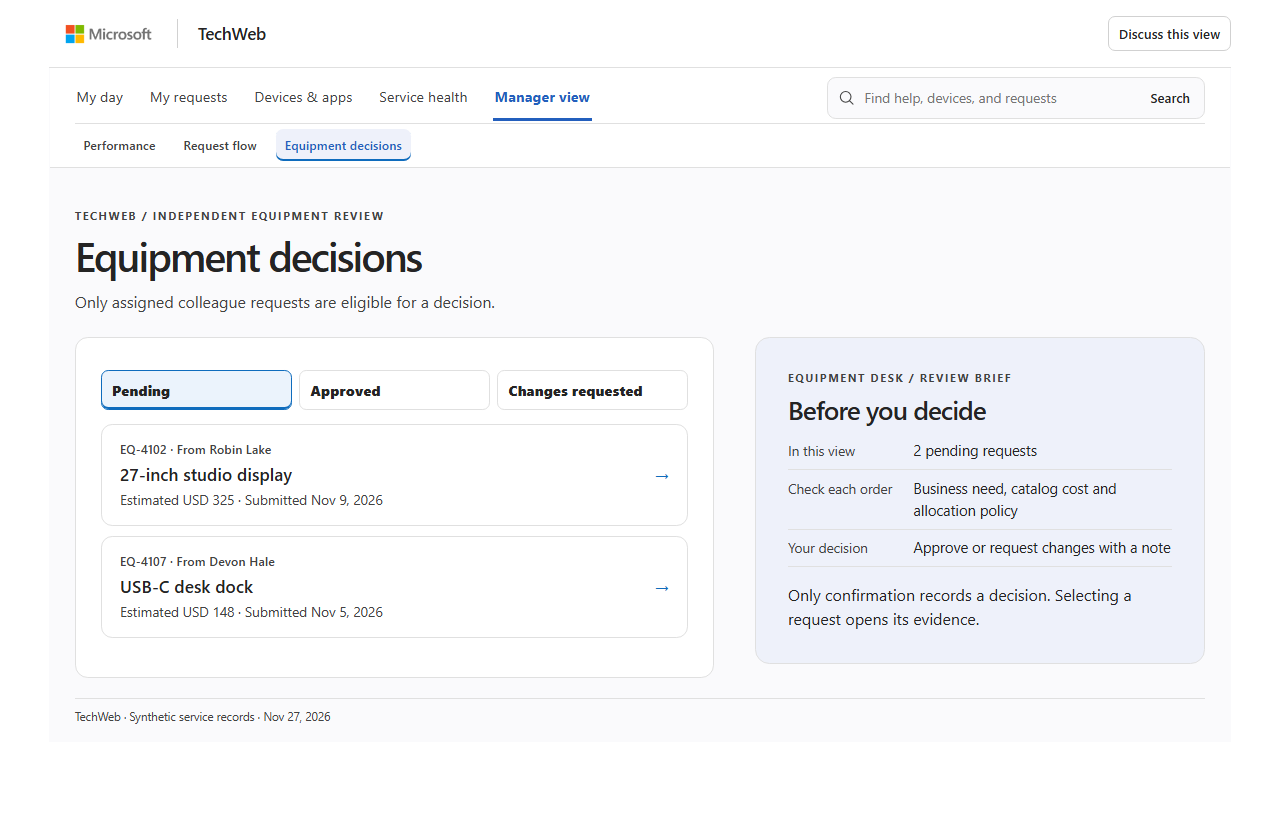 Microsoft
TechWeb
Discuss this view
My day
My requests
Devices & apps
Service health
Manager view
Find help, devices, and requests
Search
Performance
Request flow
Equipment decisions
TECHWEB / INDEPENDENT EQUIPMENT REVIEW
Equipment decisions
Only assigned colleague requests are eligible for a decision.
Pending
Approved
Changes requested
EQ-4102 · From Robin Lake
27-inch studio display
Estimated USD 325 · Submitted Nov 9, 2026
→
EQ-4107 · From Devon Hale
USB-C desk dock
Estimated USD 148 · Submitted Nov 5, 2026
→
EQUIPMENT DESK / REVIEW BRIEF
Before you decide
In this view
2 pending requests
Check each order
Business need, catalog cost and
allocation policy
Your decision
Approve or request changes with a note
Only confirmation records a decision. Selecting a
request opens its evidence.
TechWeb · Synthetic service records · Nov 27, 2026